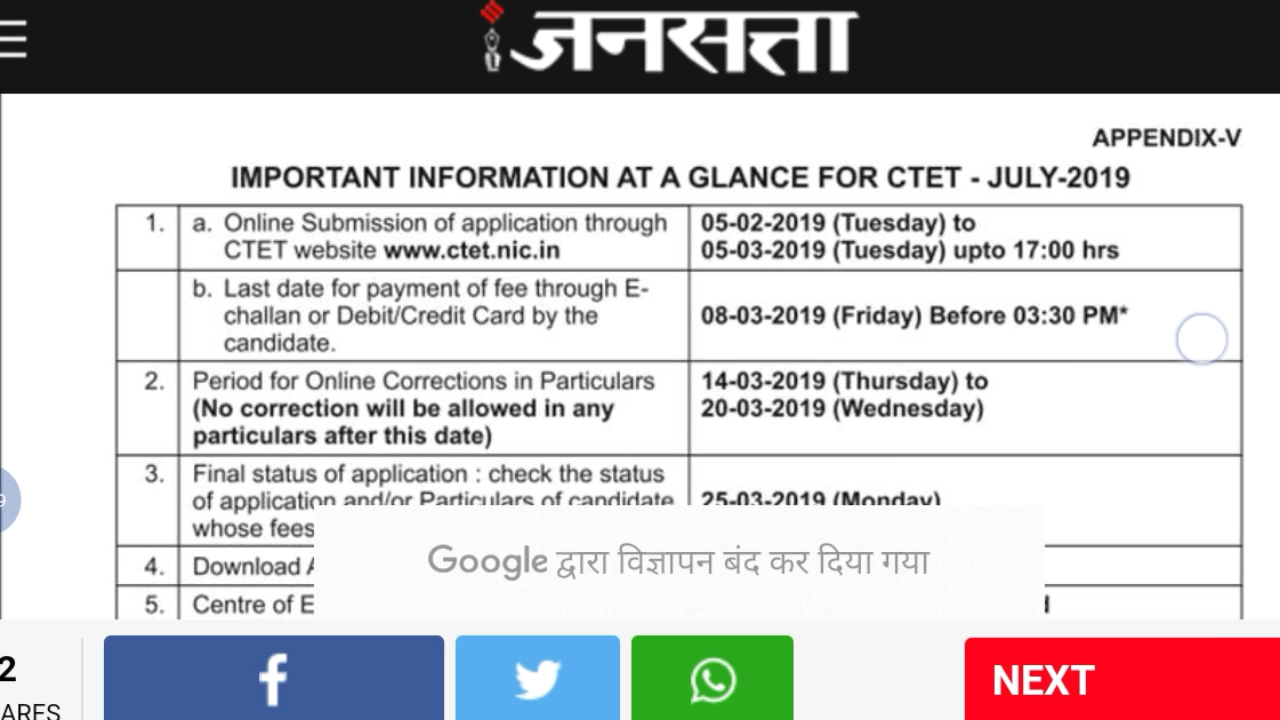 जनसत्ता
APPENDIX-V
IMPORTANT INFORMATION AT A GLANCE FOR CTET - JULY-2019
1. a. Online Submission of application through
CTET website www.ctet.nic.in
05-02-2019 (Tuesday) to
05-03-2019 (Tuesday) upto 17:00 hrs
b. Last date for payment of fee through E-
challan or Debit/Credit Card by the
candidate.
08-03-2019 (Friday) Before 03:30 PM*
2. Period for Online Corrections in Particulars
(No correction will be allowed in any
particulars after this date)
14-03-2019 (Thursday) to
20-03-2019 (Wednesday)
3. Final status of application : check the status
of application and/or Particulars of candidate
whose fees
25-03-2019 (Monday)
4. Download
5. Centre of
Google द्वारा विज्ञापन बंद कर दिया गया
2
ARES
NEXT